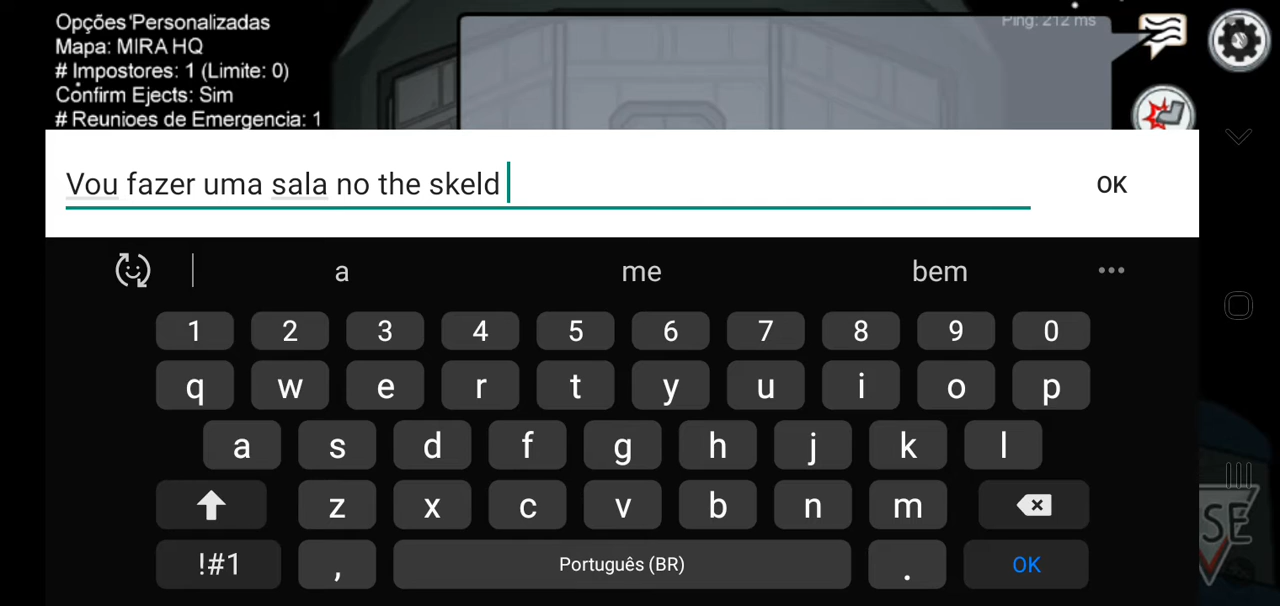 Opções Personalizadas
Mapa: MIRA HQ
# Impostores: 1 (Limite: 0)
Confirm Ejects: Sim
# Reunioes de Emergencia: 1
Ping: 212 ms
Vou fazer uma sala no the skeld
OK
a me bem
1 2 3 4 5 6 7 8 9 0
q w e r t y u i o p
a s d f g h j k l
z x c v b n m
!#1 , Português (BR) . OK
SE